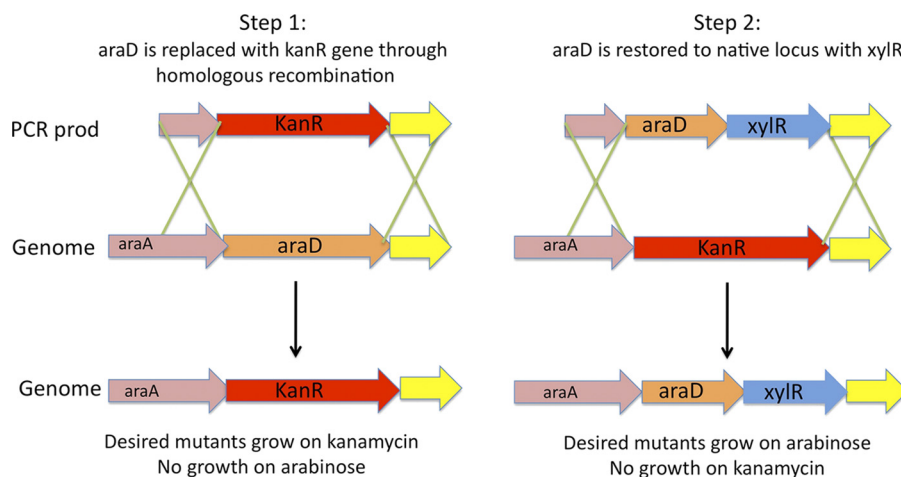 Step 1:
araD is replaced with kanR gene through
homologous recombination
PCR prod
KanR
Genome
araA
araD
Genome
araA
KanR
Desired mutants grow on kanamycin
No growth on arabinose
Step 2:
araD is restored to native locus with xylR
araD
xylR
araA
KanR
araA
araD
xylR
Desired mutants grow on arabinose
No growth on kanamycin